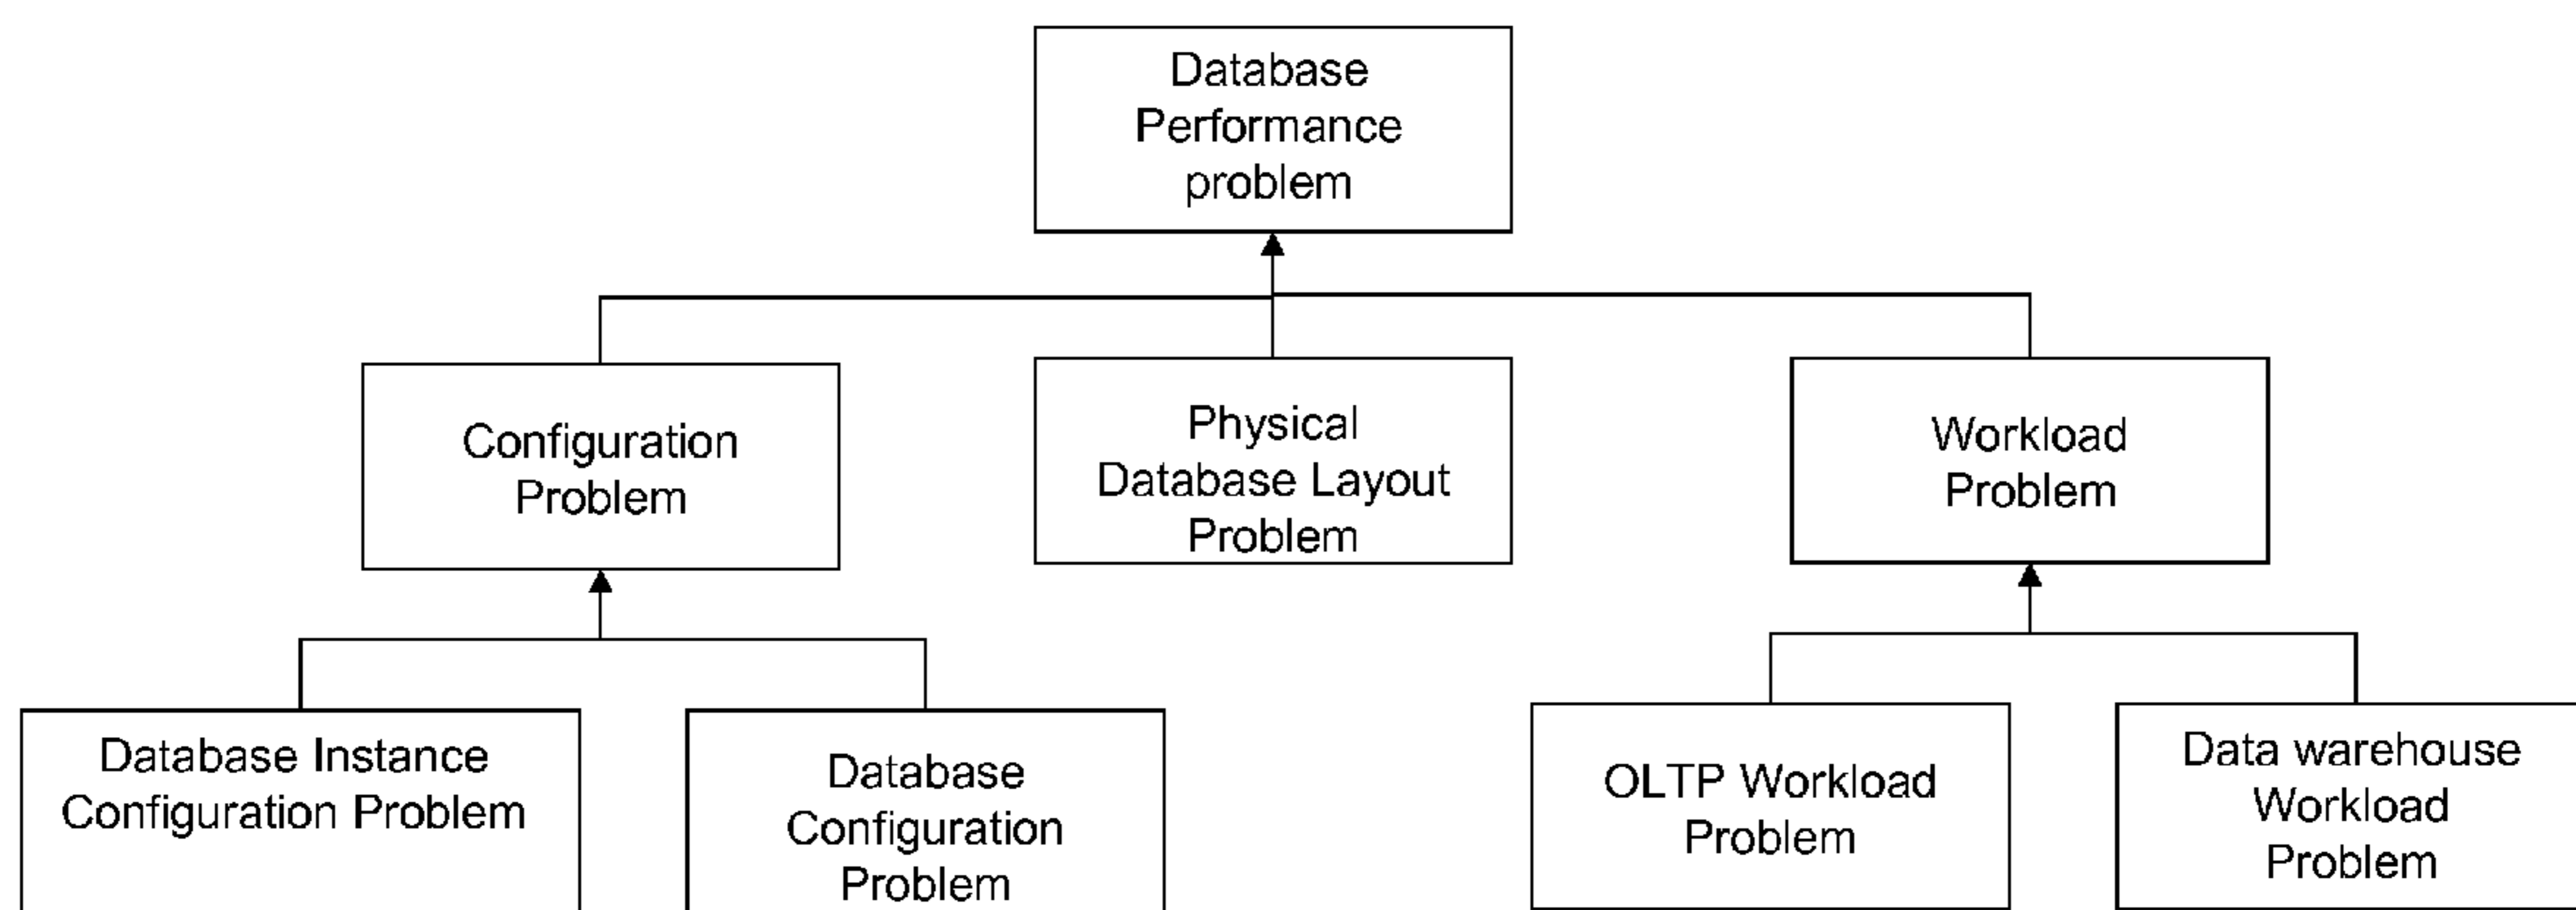 Database
Performance
problem
Configuration
Problem
Physical
Database Layout
Problem
Workload
Problem
Database Instance
Configuration Problem
Database
Configuration
Problem
OLTP Workload
Problem
Data warehouse
Workload
Problem